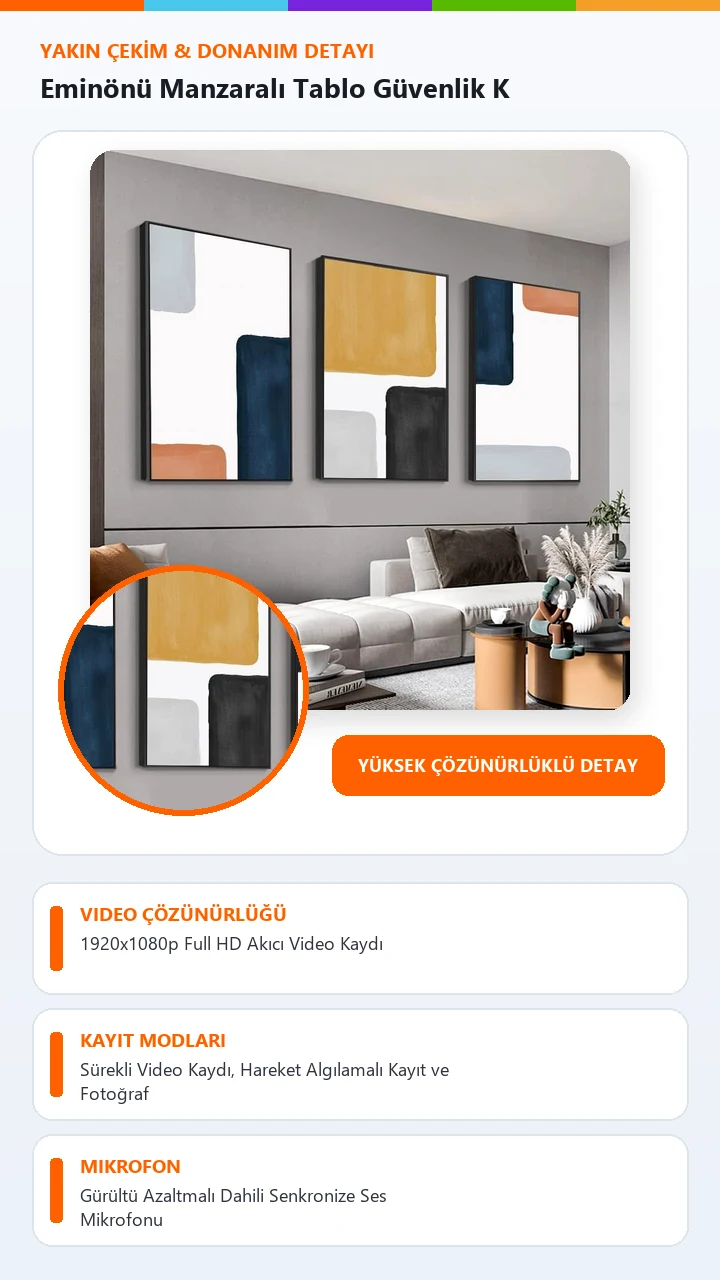 YAKIN ÇEKİM & DONANIM DETAYI
Eminönü Manzaralı Tablo Güvenlik K
YÜKSEK ÇÖZÜNÜRLÜKLÜ DETAY
VIDEO ÇÖZÜNÜRLÜĞÜ
1920x1080p Full HD Akıcı Video Kaydı
KAYIT MODLARI
Sürekli Video Kaydı, Hareket Algılamalı Kayıt ve
Fotoğraf
MIKROFON
Gürültü Azaltmalı Dahili Senkronize Ses
Mikrofonu